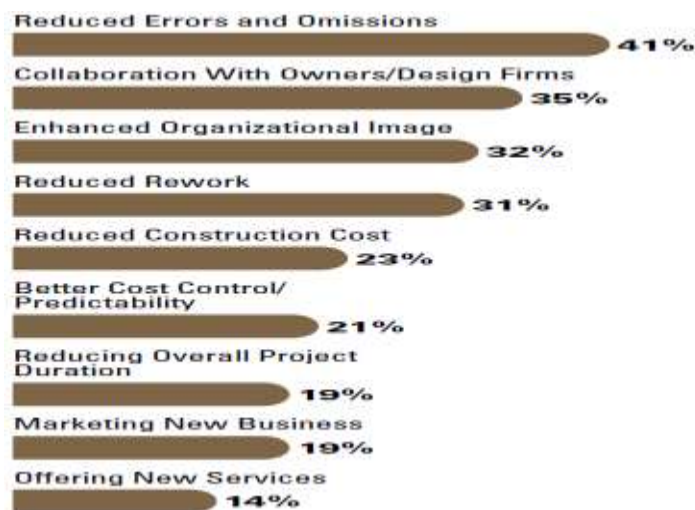 Reduced Errors and Omissions
41%
Collaboration With Owners/Design Firms
35%
Enhanced Organizational Image
32%
Reduced Rework
31%
Reduced Construction Cost
23%
Better Cost Control/
Predictability
21%
Reducing Overall Project
Duration
19%
Marketing New Business
19%
Offering New Services
14%